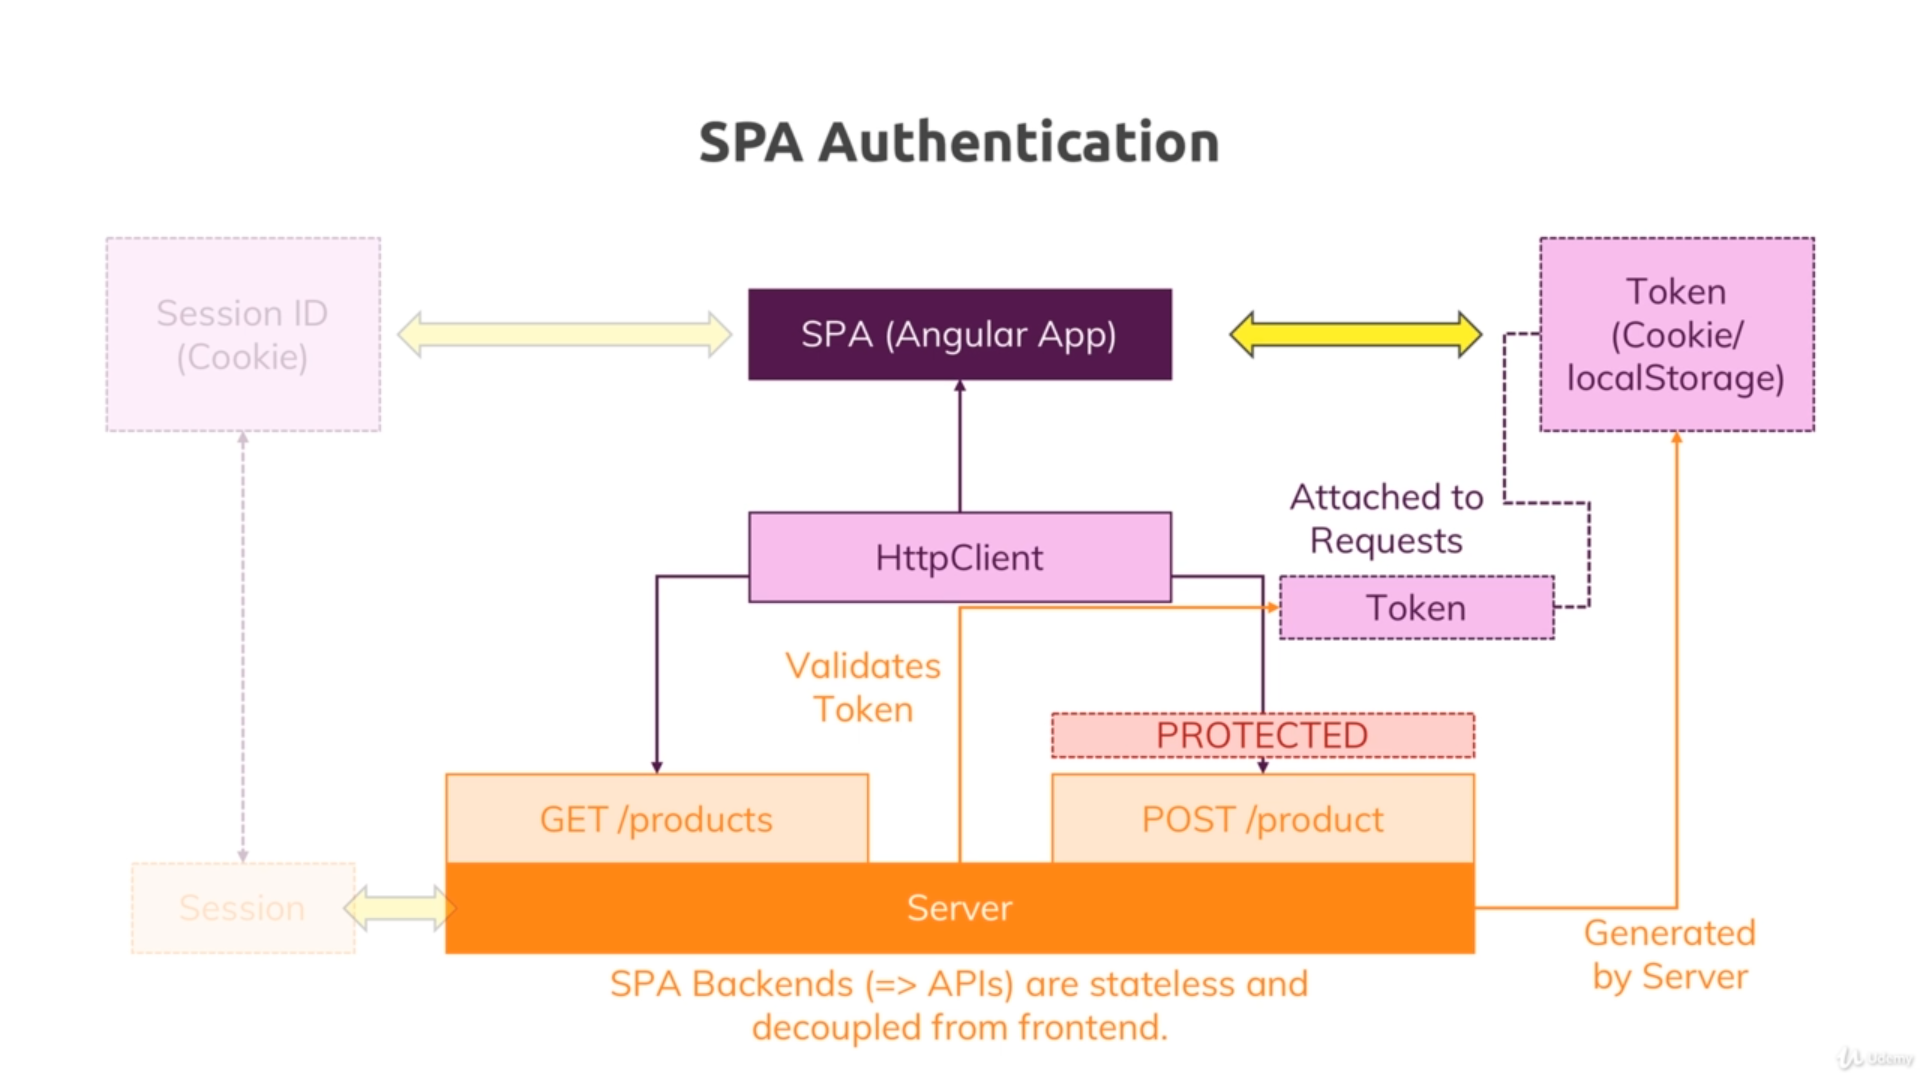 SPA Authentication
Session ID
(Cookie)
SPA (Angular App)
Token
(Cookie/
localStorage)
Attached to
Requests
HttpClient
Token
Validates
Token
PROTECTED
GET /products
POST /product
Session
Server
Generated
by Server
SPA Backends (=> APIs) are stateless and
decoupled from frontend.
Udemy